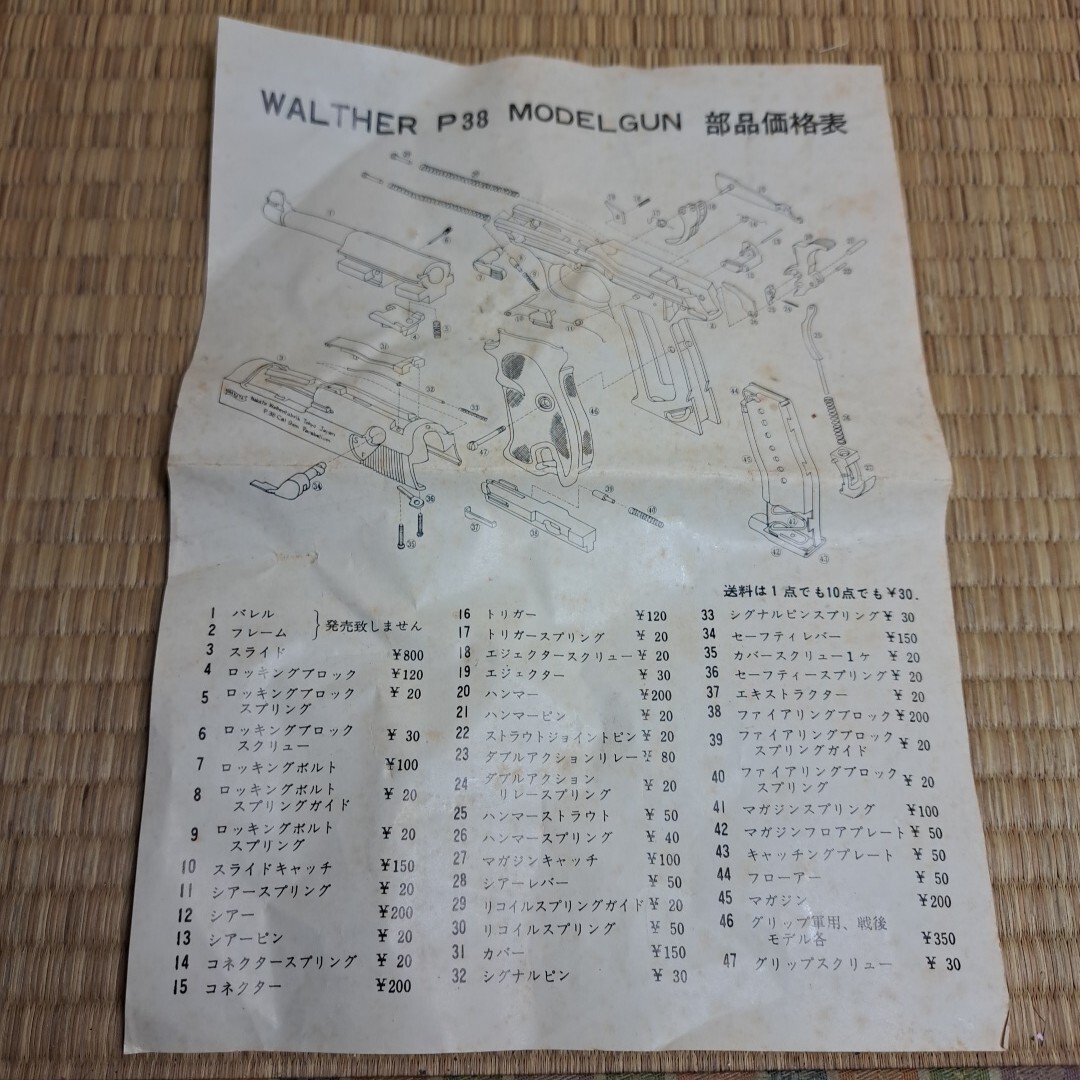 WALTHER P38 MODELGUN 部品価格表
P.38 Cal
送料は1点でも10点でも¥30.
1 バレル
2 フレーム
発売致しません
3 スライド ¥800
4 ロッキングブロック ¥120
5 ロッキングブロック
スプリング ¥ 20
6 ロッキングブロック
スクリュー ¥ 30
7 ロッキングボルト ¥100
8 ロッキングボルト
スプリングガイド ¥ 20
9 ロッキングボルト
スプリング ¥ 20
10 スライドキャッチ ¥150
11 シアースプリング ¥ 20
12 シアー ¥200
13 シアーピン ¥ 20
14 コネクタースプリング ¥ 20
15 コネクター ¥200
16 トリガー ¥120
17 トリガースプリング ¥ 20
18 エジェクタースクリュー ¥ 20
19 エジェクター ¥ 30
20 ハンマー ¥200
21 ハンマーピン ¥ 20
22 ストラウトジョイントピン ¥ 20
23 ダブルアクションリレー ¥ 80
24 ダブルアクション
リレースプリング ¥ 20
25 ハンマーストラウト ¥ 50
26 ハンマースプリング ¥ 40
27 マガジンキャッチ ¥100
28 シアーレバー ¥ 50
29 リコイルスプリングガイド ¥ 20
30 リコイルスプリング ¥ 50
31 カバー ¥150
32 シグナルピン ¥ 30
33 シグナルピンスプリング ¥ 30
34 セーフティレバー ¥150
35 カバースクリュー1ケ ¥ 20
36 セーフティースプリング ¥ 20
37 エキストラクター ¥ 20
38 ファイアリングブロック ¥200
39 ファイアリングブロック
スプリングガイド ¥ 20
40 ファイアリングブロック
スプリング ¥ 20
41 マガジンスプリング ¥100
42 マガジンフロアプレート ¥ 50
43 キャッチングプレート ¥ 50
44 フローアー ¥ 50
45 マガジン ¥200
46 グリップ軍用、戦後
モデル各 ¥350
47 グリップスクリュー ¥ 30